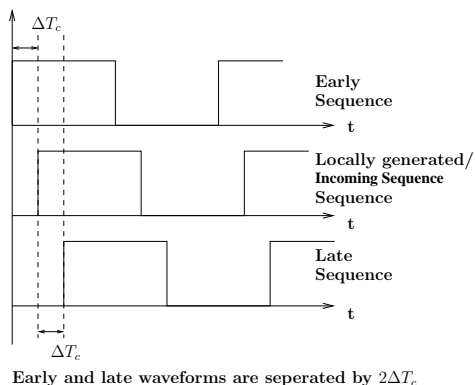 ΔT_c
Early
Sequence
t
Locally generated/
Incoming Sequence
Sequence
t
Late
Sequence
t
ΔT_c
Early and late waveforms are seperated by 2ΔT_c